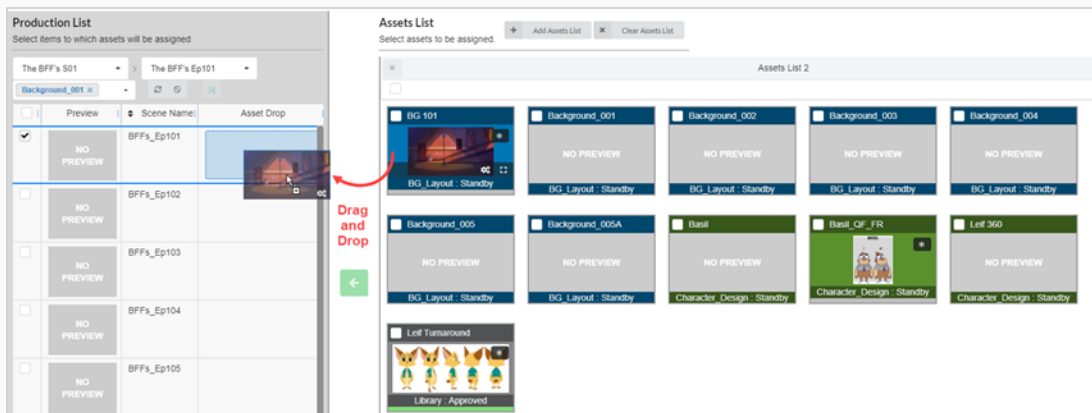 Production List
Select items to which assets will be assigned
The BFF's S01 > The BFF's Ep101
Background_001 ×
Preview Scene Name Asset Drop
NO PREVIEW BFFs_Ep101
NO PREVIEW BFFs_Ep102
NO PREVIEW BFFs_Ep103
NO PREVIEW BFFs_Ep104
NO PREVIEW BFFs_Ep105
Drag
and
Drop
Assets List
Select assets to be assigned.
+ Add Assets List × Clear Assets List
Assets List 2
BG 101 Background_001 Background_002 Background_003 Background_004
NO PREVIEW NO PREVIEW NO PREVIEW NO PREVIEW
BG_Layout : Standby BG_Layout : Standby BG_Layout : Standby BG_Layout : Standby BG_Layout : Standby
Background_005 Background_005A Basil Basil_QF_FR Leif 360
NO PREVIEW NO PREVIEW NO PREVIEW NO PREVIEW
BG_Layout : Standby BG_Layout : Standby Character_Design : Standby Character_Design : Standby Character_Design : Standby
Leif Turnaround
Library : Approved